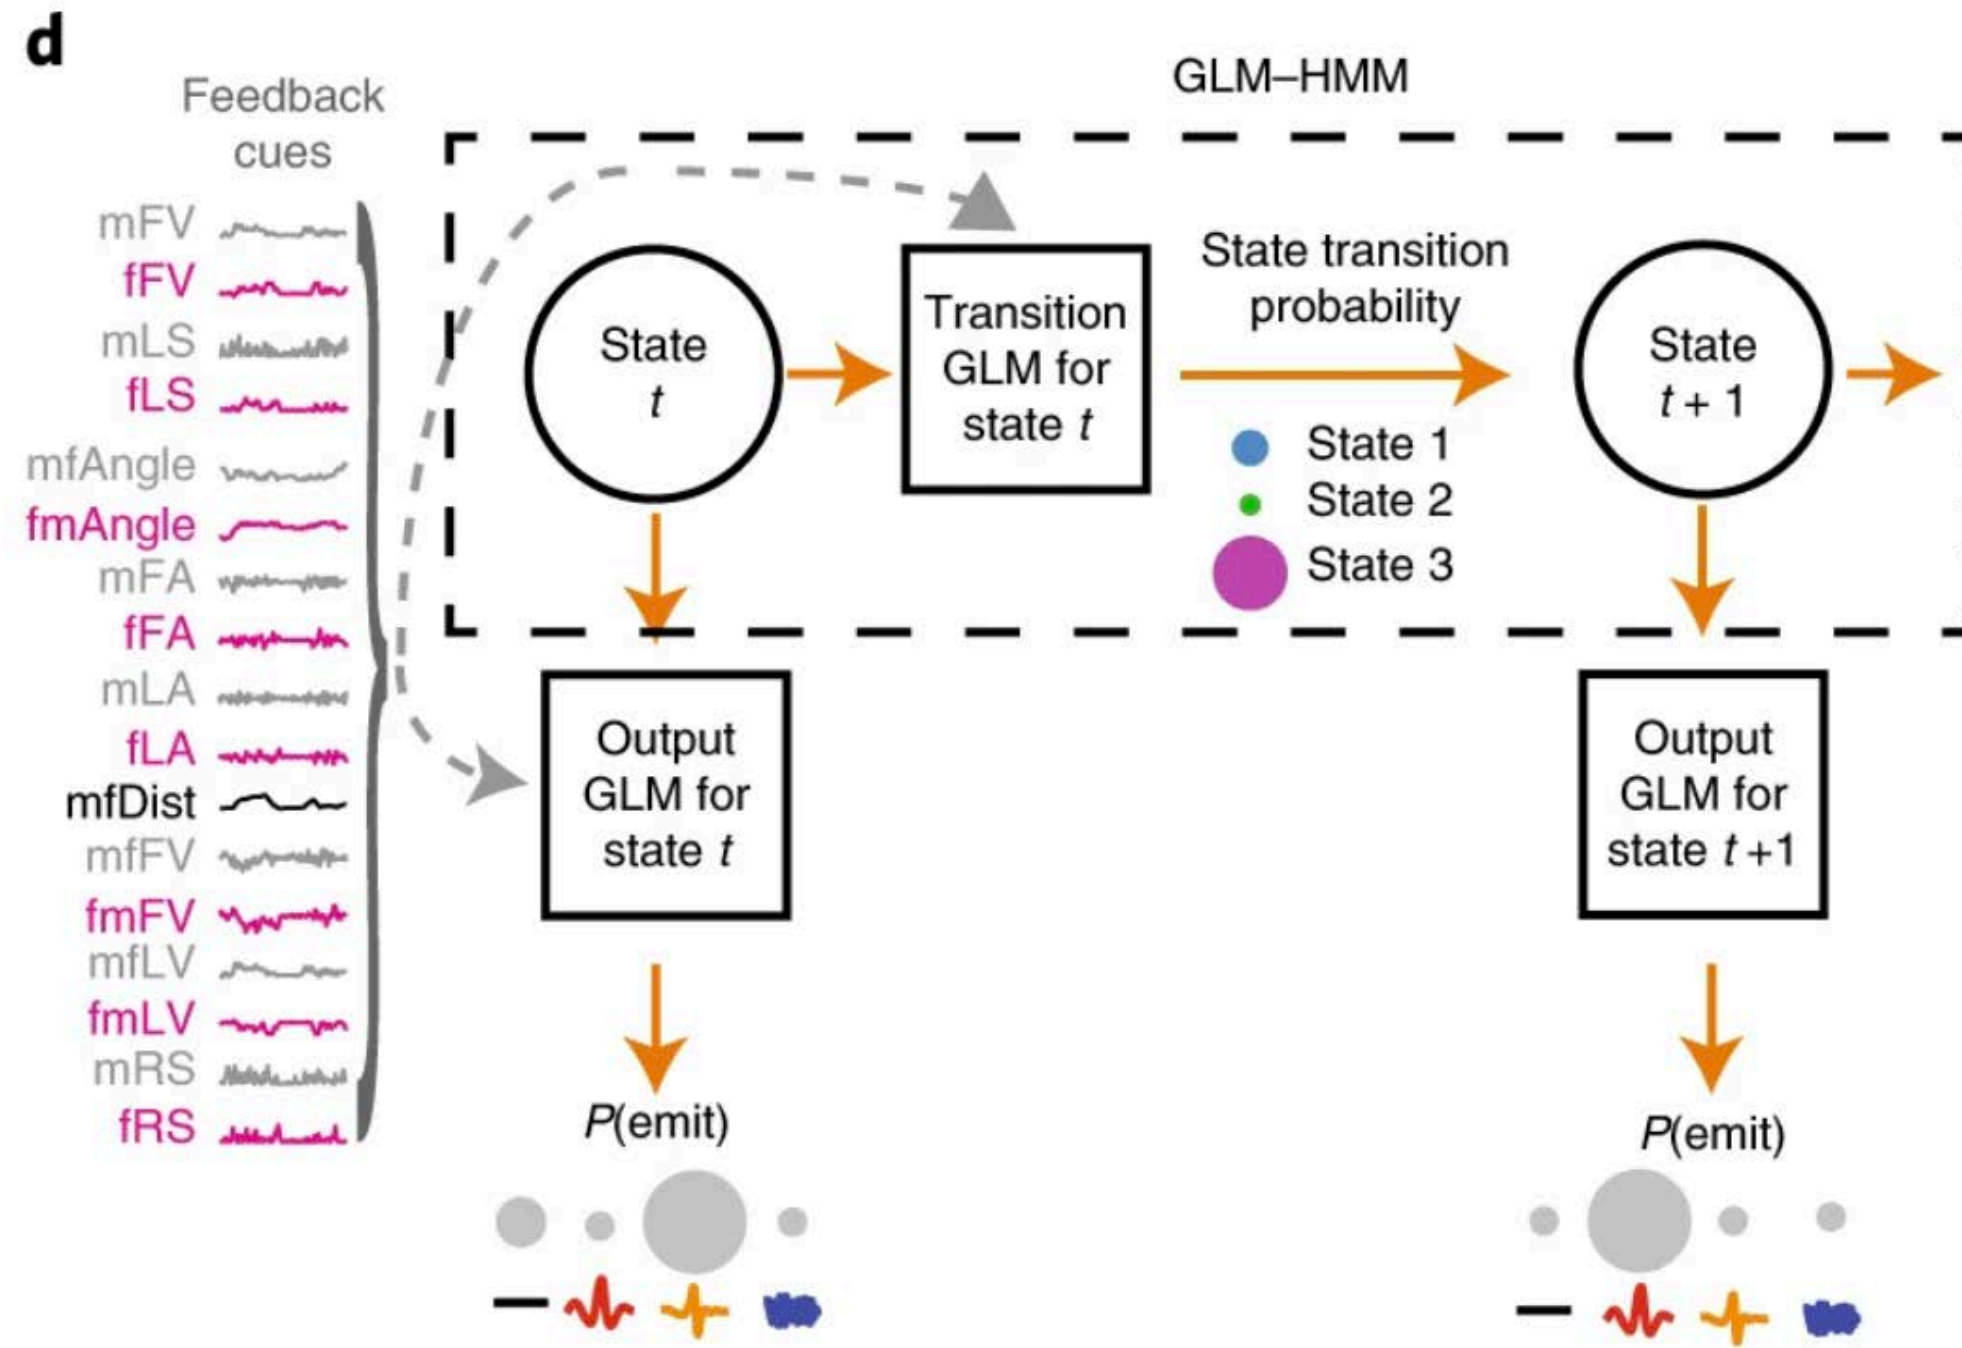 d
Feedback
cues
mFV
fFV
mLS
fLS
mfAngle
fmAngle
mFA
fFA
mLA
fLA
mfDist
mfFV
fmFV
mfLV
fmLV
mRS
fRS
GLM–HMM
State
t
Transition
GLM for
state t
State transition
probability
State 1
State 2
State 3
State
t + 1
Output
GLM for
state t
Output
GLM for
state t +1
P(emit)
P(emit)